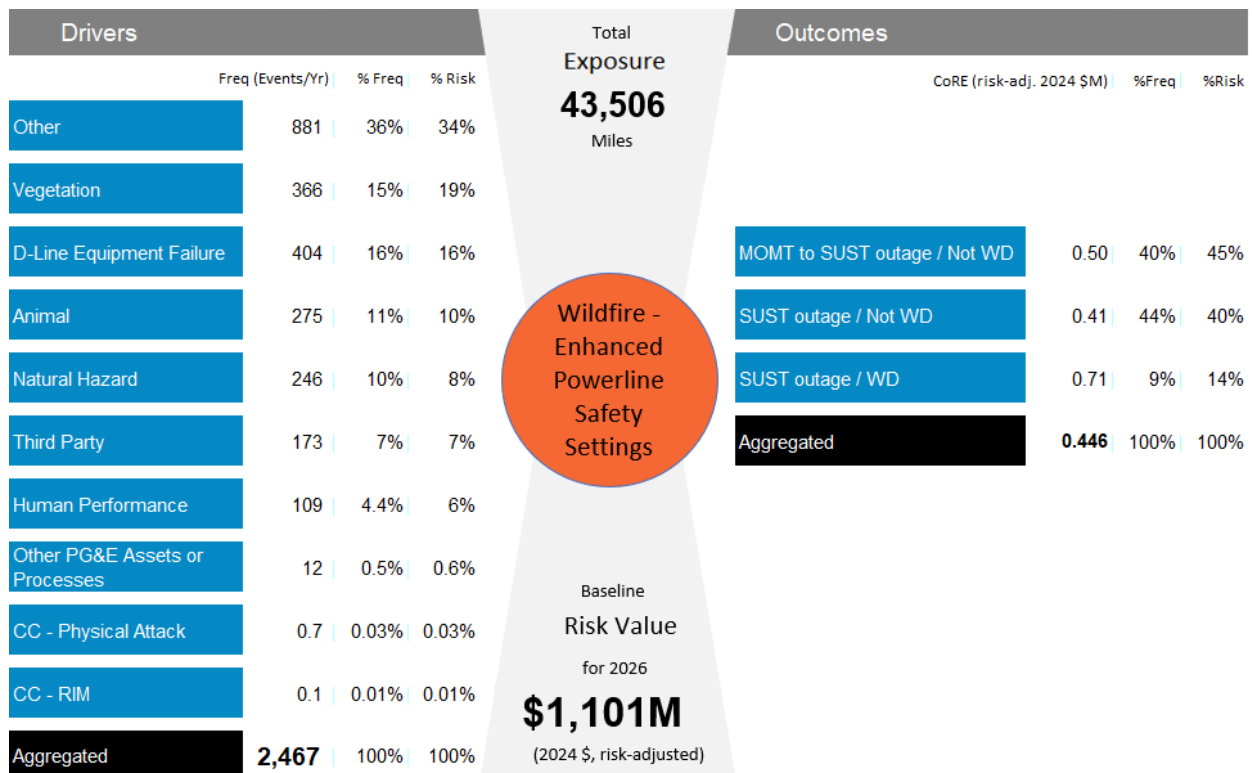 Drivers
Freq (Events/Yr) % Freq % Risk
Other 881 36% 34%
Vegetation 366 15% 19%
D-Line Equipment Failure 404 16% 16%
Animal 275 11% 10%
Natural Hazard 246 10% 8%
Third Party 173 7% 7%
Human Performance 109 4.4% 6%
Other PG&E Assets or
Processes 12 0.5% 0.6%
CC - Physical Attack 0.7 0.03% 0.03%
CC - RIM 0.1 0.01% 0.01%
Aggregated 2,467 100% 100%
Total
Exposure
43,506
Miles
Wildfire -
Enhanced
Powerline
Safety
Settings
Baseline
Risk Value
for 2026
$1,101M
(2024 $, risk-adjusted)
Outcomes
CoRE (risk-adj. 2024 $M) %Freq %Risk
MOMT to SUST outage / Not WD 0.50 40% 45%
SUST outage / Not WD 0.41 44% 40%
SUST outage / WD 0.71 9% 14%
Aggregated 0.446 100% 100%